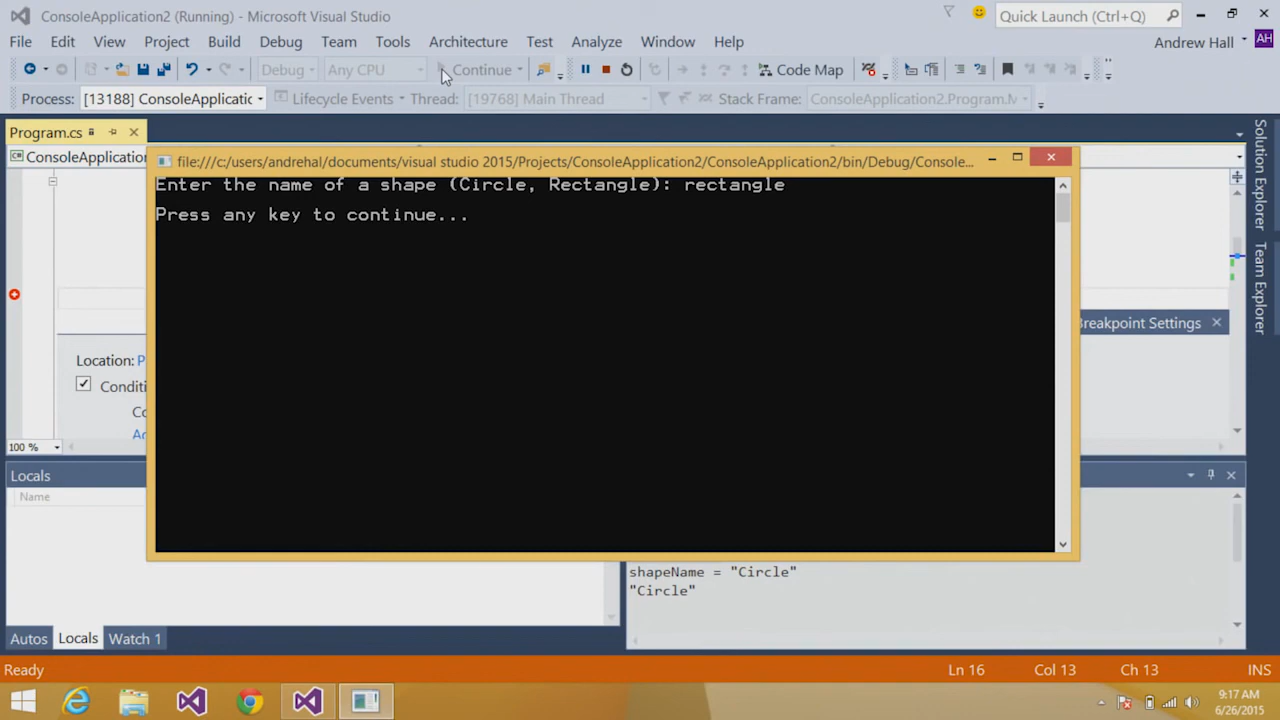 ConsoleApplication2 (Running) - Microsoft Visual Studio
Quick Launch (Ctrl+Q)
File Edit View Project Build Debug Team Tools Architecture Test Analyze Window Help
Andrew Hall AH
Debug Any CPU Continue Code Map
Process: [13188] ConsoleApplicatic Lifecycle Events Thread: [19768] Main Thread Stack Frame: ConsoleApplication2.Program.M
Program.cs
ConsoleApplication
file:///c:/users/andrehal/documents/visual studio 2015/Projects/ConsoleApplication2/ConsoleApplication2/bin/Debug/Console...
Enter the name of a shape (Circle, Rectangle): rectangle
Press any key to continue...
Solution Explorer
Team Explorer
Breakpoint Settings
Location: P
Conditi
Co
Ar
100 %
Locals
Name
shapeName = "Circle"
"Circle"
Autos Locals Watch 1
Ready Ln 16 Col 13 Ch 13 INS
9:17 AM
6/26/2015